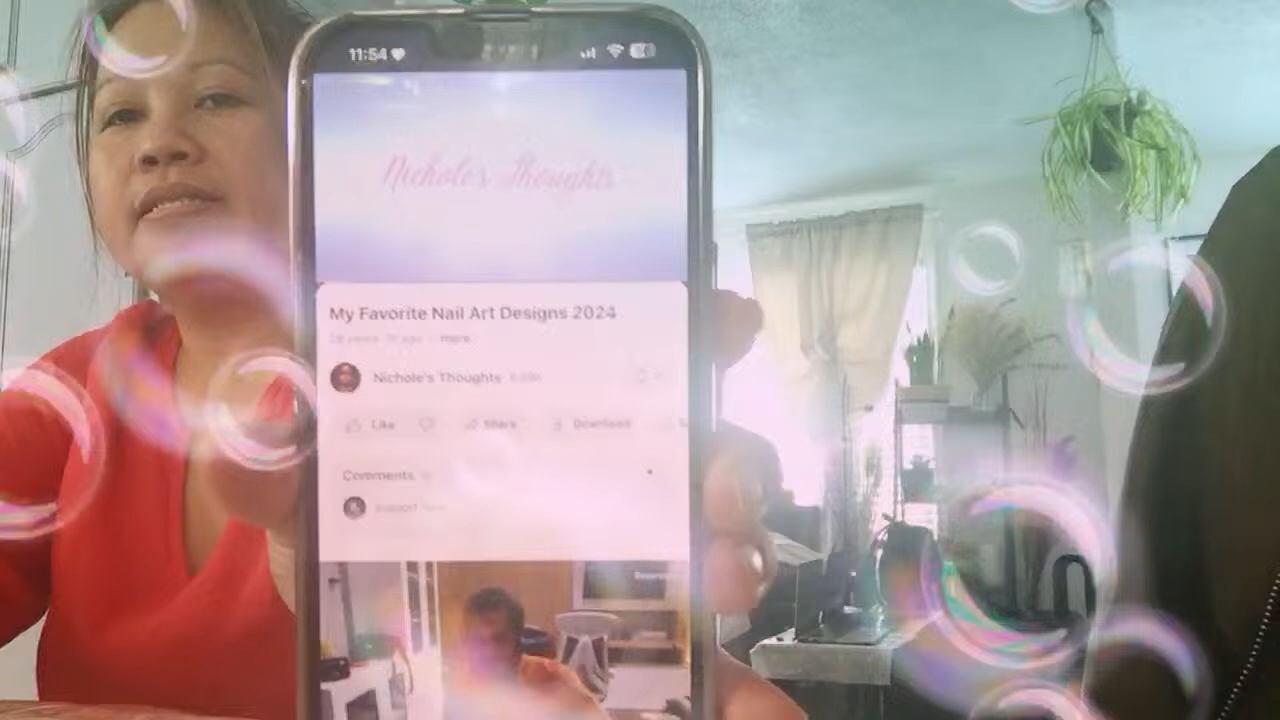 11:54
Nichole's Thoughts
My Favorite Nail Art Designs 2024
more
Nichole's Thoughts
Like Share Download
Comments